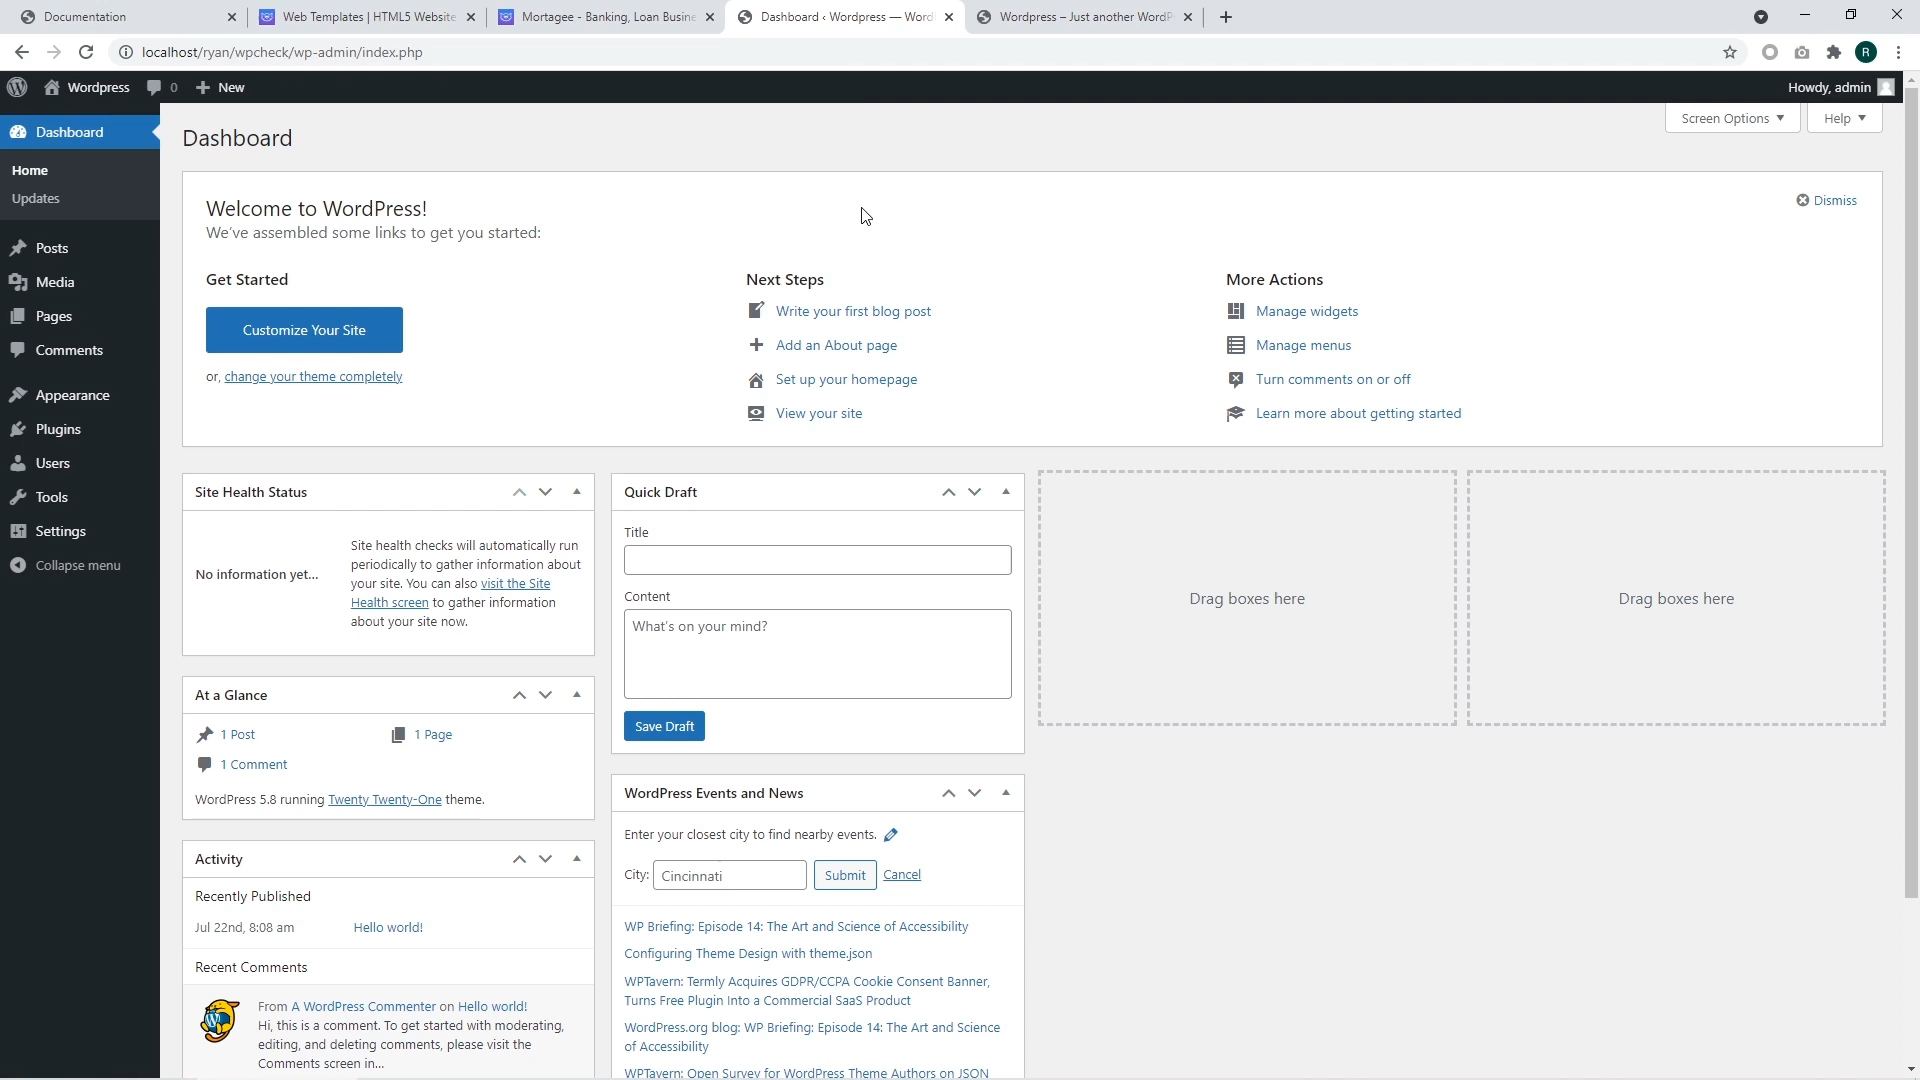 Documentation
Web Templates | HTML5 Website
Mortagee - Banking, Loan Busine
Dashboard ‹ Wordpress — Word
Wordpress – Just another WordP
localhost/ryan/wpcheck/wp-admin/index.php
R
Wordpress
0
New
Howdy, admin
Dashboard
Home
Updates
Posts
Media
Pages
Comments
Appearance
Plugins
Users
Tools
Settings
Collapse menu
Dashboard
Screen Options
Help
Welcome to WordPress!
We've assembled some links to get you started:
Dismiss
Get Started
Customize Your Site
or, change your theme completely
Next Steps
Write your first blog post
Add an About page
Set up your homepage
View your site
More Actions
Manage widgets
Manage menus
Turn comments on or off
Learn more about getting started
Site Health Status
No information yet...
Site health checks will automatically run
periodically to gather information about
your site. You can also visit the Site
Health screen to gather information
about your site now.
At a Glance
1 Post
1 Page
1 Comment
WordPress 5.8 running Twenty Twenty-One theme.
Activity
Recently Published
Jul 22nd, 8:08 am
Hello world!
Recent Comments
From A WordPress Commenter on Hello world!
Hi, this is a comment. To get started with moderating,
editing, and deleting comments, please visit the
Comments screen in...
Quick Draft
Title
Content
What's on your mind?
Save Draft
WordPress Events and News
Enter your closest city to find nearby events.
City:
Cincinnati
Submit
Cancel
WP Briefing: Episode 14: The Art and Science of Accessibility
Configuring Theme Design with theme.json
WPTavern: Termly Acquires GDPR/CCPA Cookie Consent Banner,
Turns Free Plugin Into a Commercial SaaS Product
WordPress.org blog: WP Briefing: Episode 14: The Art and Science
of Accessibility
WPTavern: Open Survey for WordPress Theme Authors on JSON
Drag boxes here
Drag boxes here